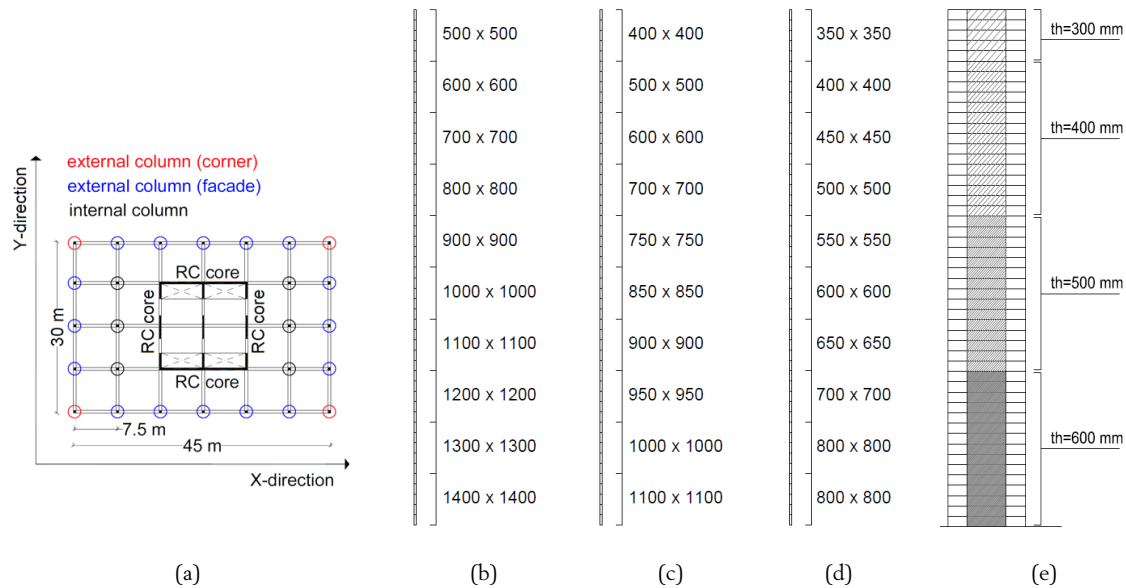 external column (corner)
external column (facade)
internal column
Y-direction
RC core
RC core
RC core
RC core
30 m
7.5 m
45 m
X-direction
(a)
500 x 500
600 x 600
700 x 700
800 x 800
900 x 900
1000 x 1000
1100 x 1100
1200 x 1200
1300 x 1300
1400 x 1400
(b)
400 x 400
500 x 500
600 x 600
700 x 700
750 x 750
850 x 850
900 x 900
950 x 950
1000 x 1000
1100 x 1100
(c)
350 x 350
400 x 400
450 x 450
500 x 500
550 x 550
600 x 600
650 x 650
700 x 700
800 x 800
800 x 800
(d)
th=300 mm
th=400 mm
th=500 mm
th=600 mm
(e)